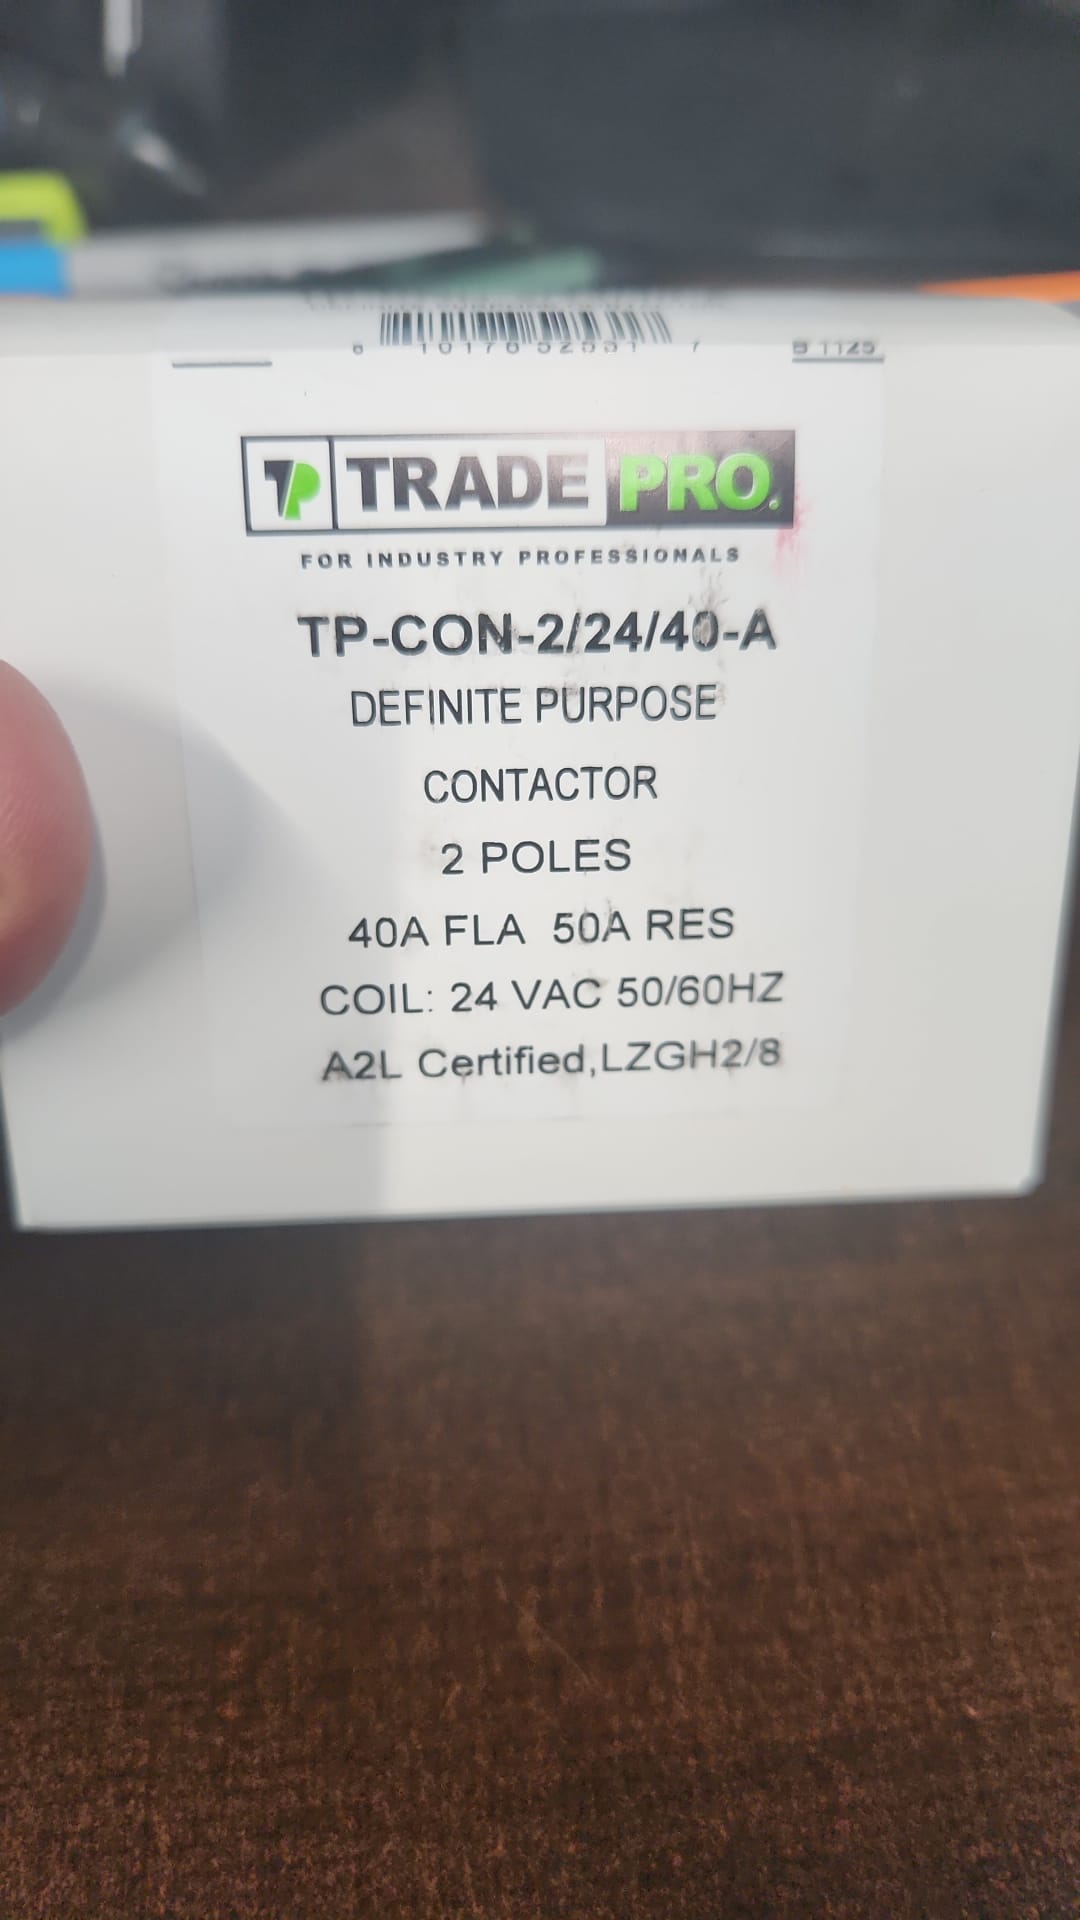 B 1125
TP TRADE PRO.
FOR INDUSTRY PROFESSIONALS
TP-CON-2/24/40-A
DEFINITE PURPOSE
CONTACTOR
2 POLES
40A FLA 50A RES
COIL: 24 VAC 50/60HZ
A2L Certified,LZGH2/8